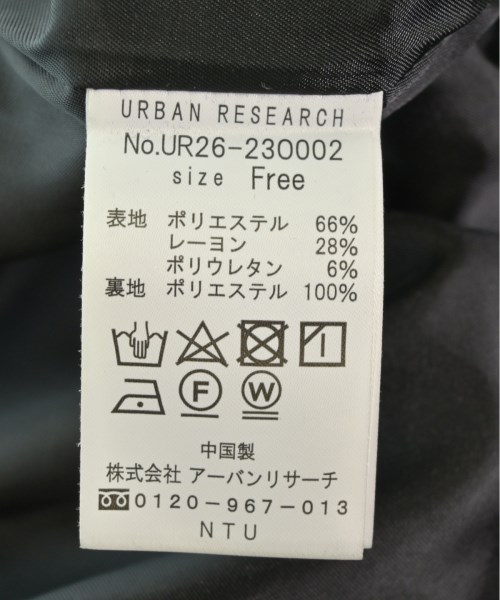 URBAN RESEARCH
No.UR26-230002
size Free
表地 ポリエステル 66%
レーヨン 28%
ポリウレタン 6%
裏地 ポリエステル 100%
F W
中国製
株式会社 アーバンリサーチ
0120-967-013
NTU